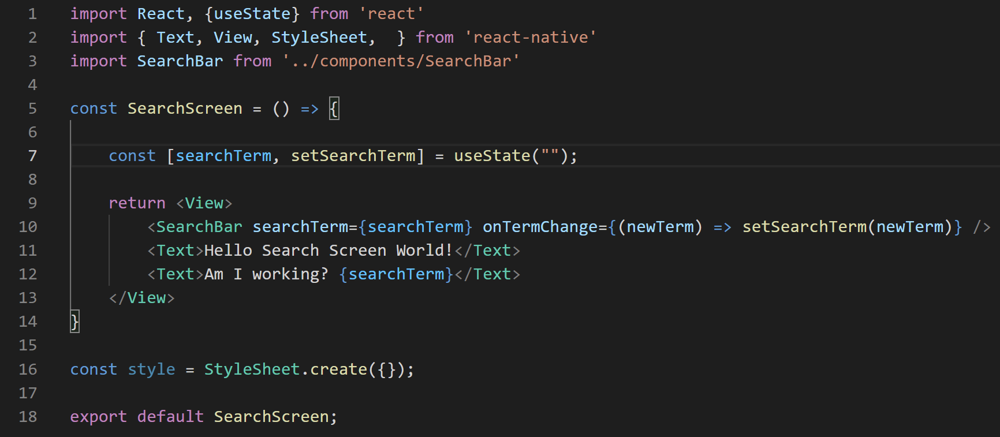 1 import React, {useState} from 'react'
2 import { Text, View, StyleSheet,  } from 'react-native'
3 import SearchBar from '../components/SearchBar'
4
5 const SearchScreen = () => {
6
7     const [searchTerm, setSearchTerm] = useState("");
8
9     return <View>
10         <SearchBar searchTerm={searchTerm} onTermChange={(newTerm) => setSearchTerm(newTerm)} />
11         <Text>Hello Search Screen World!</Text>
12         <Text>Am I working? {searchTerm}</Text>
13     </View>
14 }
15
16 const style = StyleSheet.create({});
17
18 export default SearchScreen;